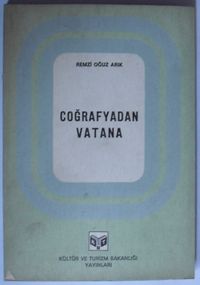 REMZİ OĞUZ ARIK
COĞRAFYADAN
VATANA
KÜLTÜR VE TURİZM BAKANLIĞI
YAYINLARI